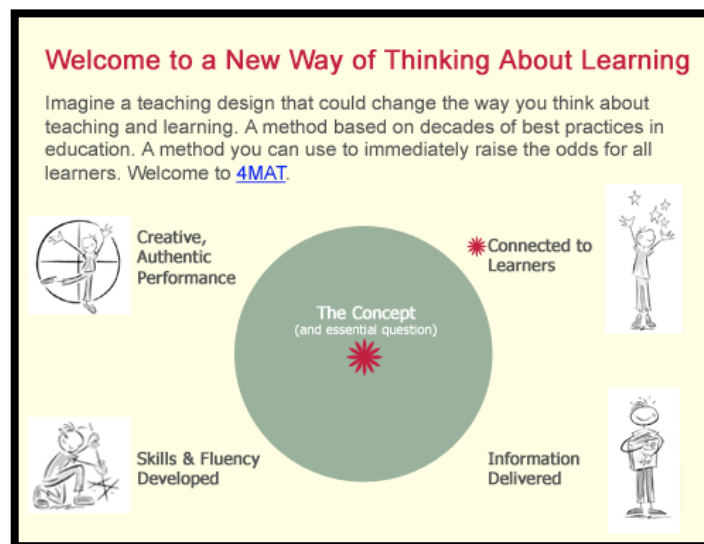 Welcome to a New Way of Thinking About Learning
Imagine a teaching design that could change the way you think about
teaching and learning. A method based on decades of best practices in
education. A method you can use to immediately raise the odds for all
learners. Welcome to 4MAT.
Creative,
Authentic
Performance
Connected to
Learners
The Concept
(and essential question)
Skills & Fluency
Developed
Information
Delivered